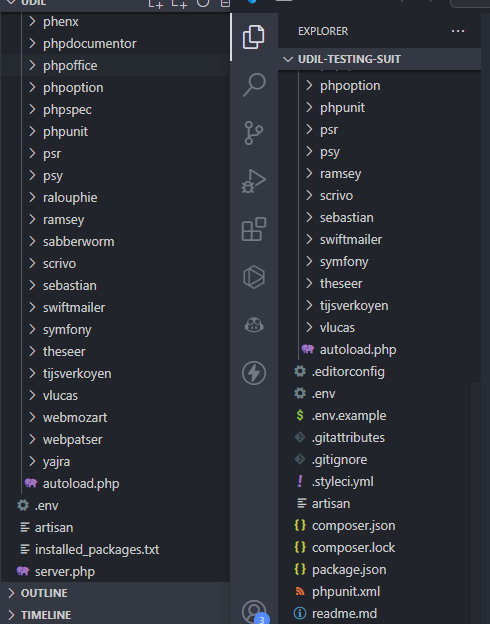 UDIL
phenx
phpdocumentor
phpoffice
phpoption
phpspec
phpunit
psr
psy
ralouphie
ramsey
sabberworm
scrivo
sebastian
swiftmailer
symfony
theseer
tijsverkoyen
vlucas
webmozart
webpatser
yajra
autoload.php
.env
artisan
installed_packages.txt
server.php
OUTLINE
TIMELINE
EXPLORER
UDIL-TESTING-SUIT
phpoption
phpunit
psr
psy
ramsey
scrivo
sebastian
swiftmailer
symfony
theseer
tijsverkoyen
vlucas
autoload.php
.editorconfig
.env
.env.example
.gitattributes
.gitignore
.styleci.yml
artisan
composer.json
composer.lock
package.json
phpunit.xml
readme.md
3